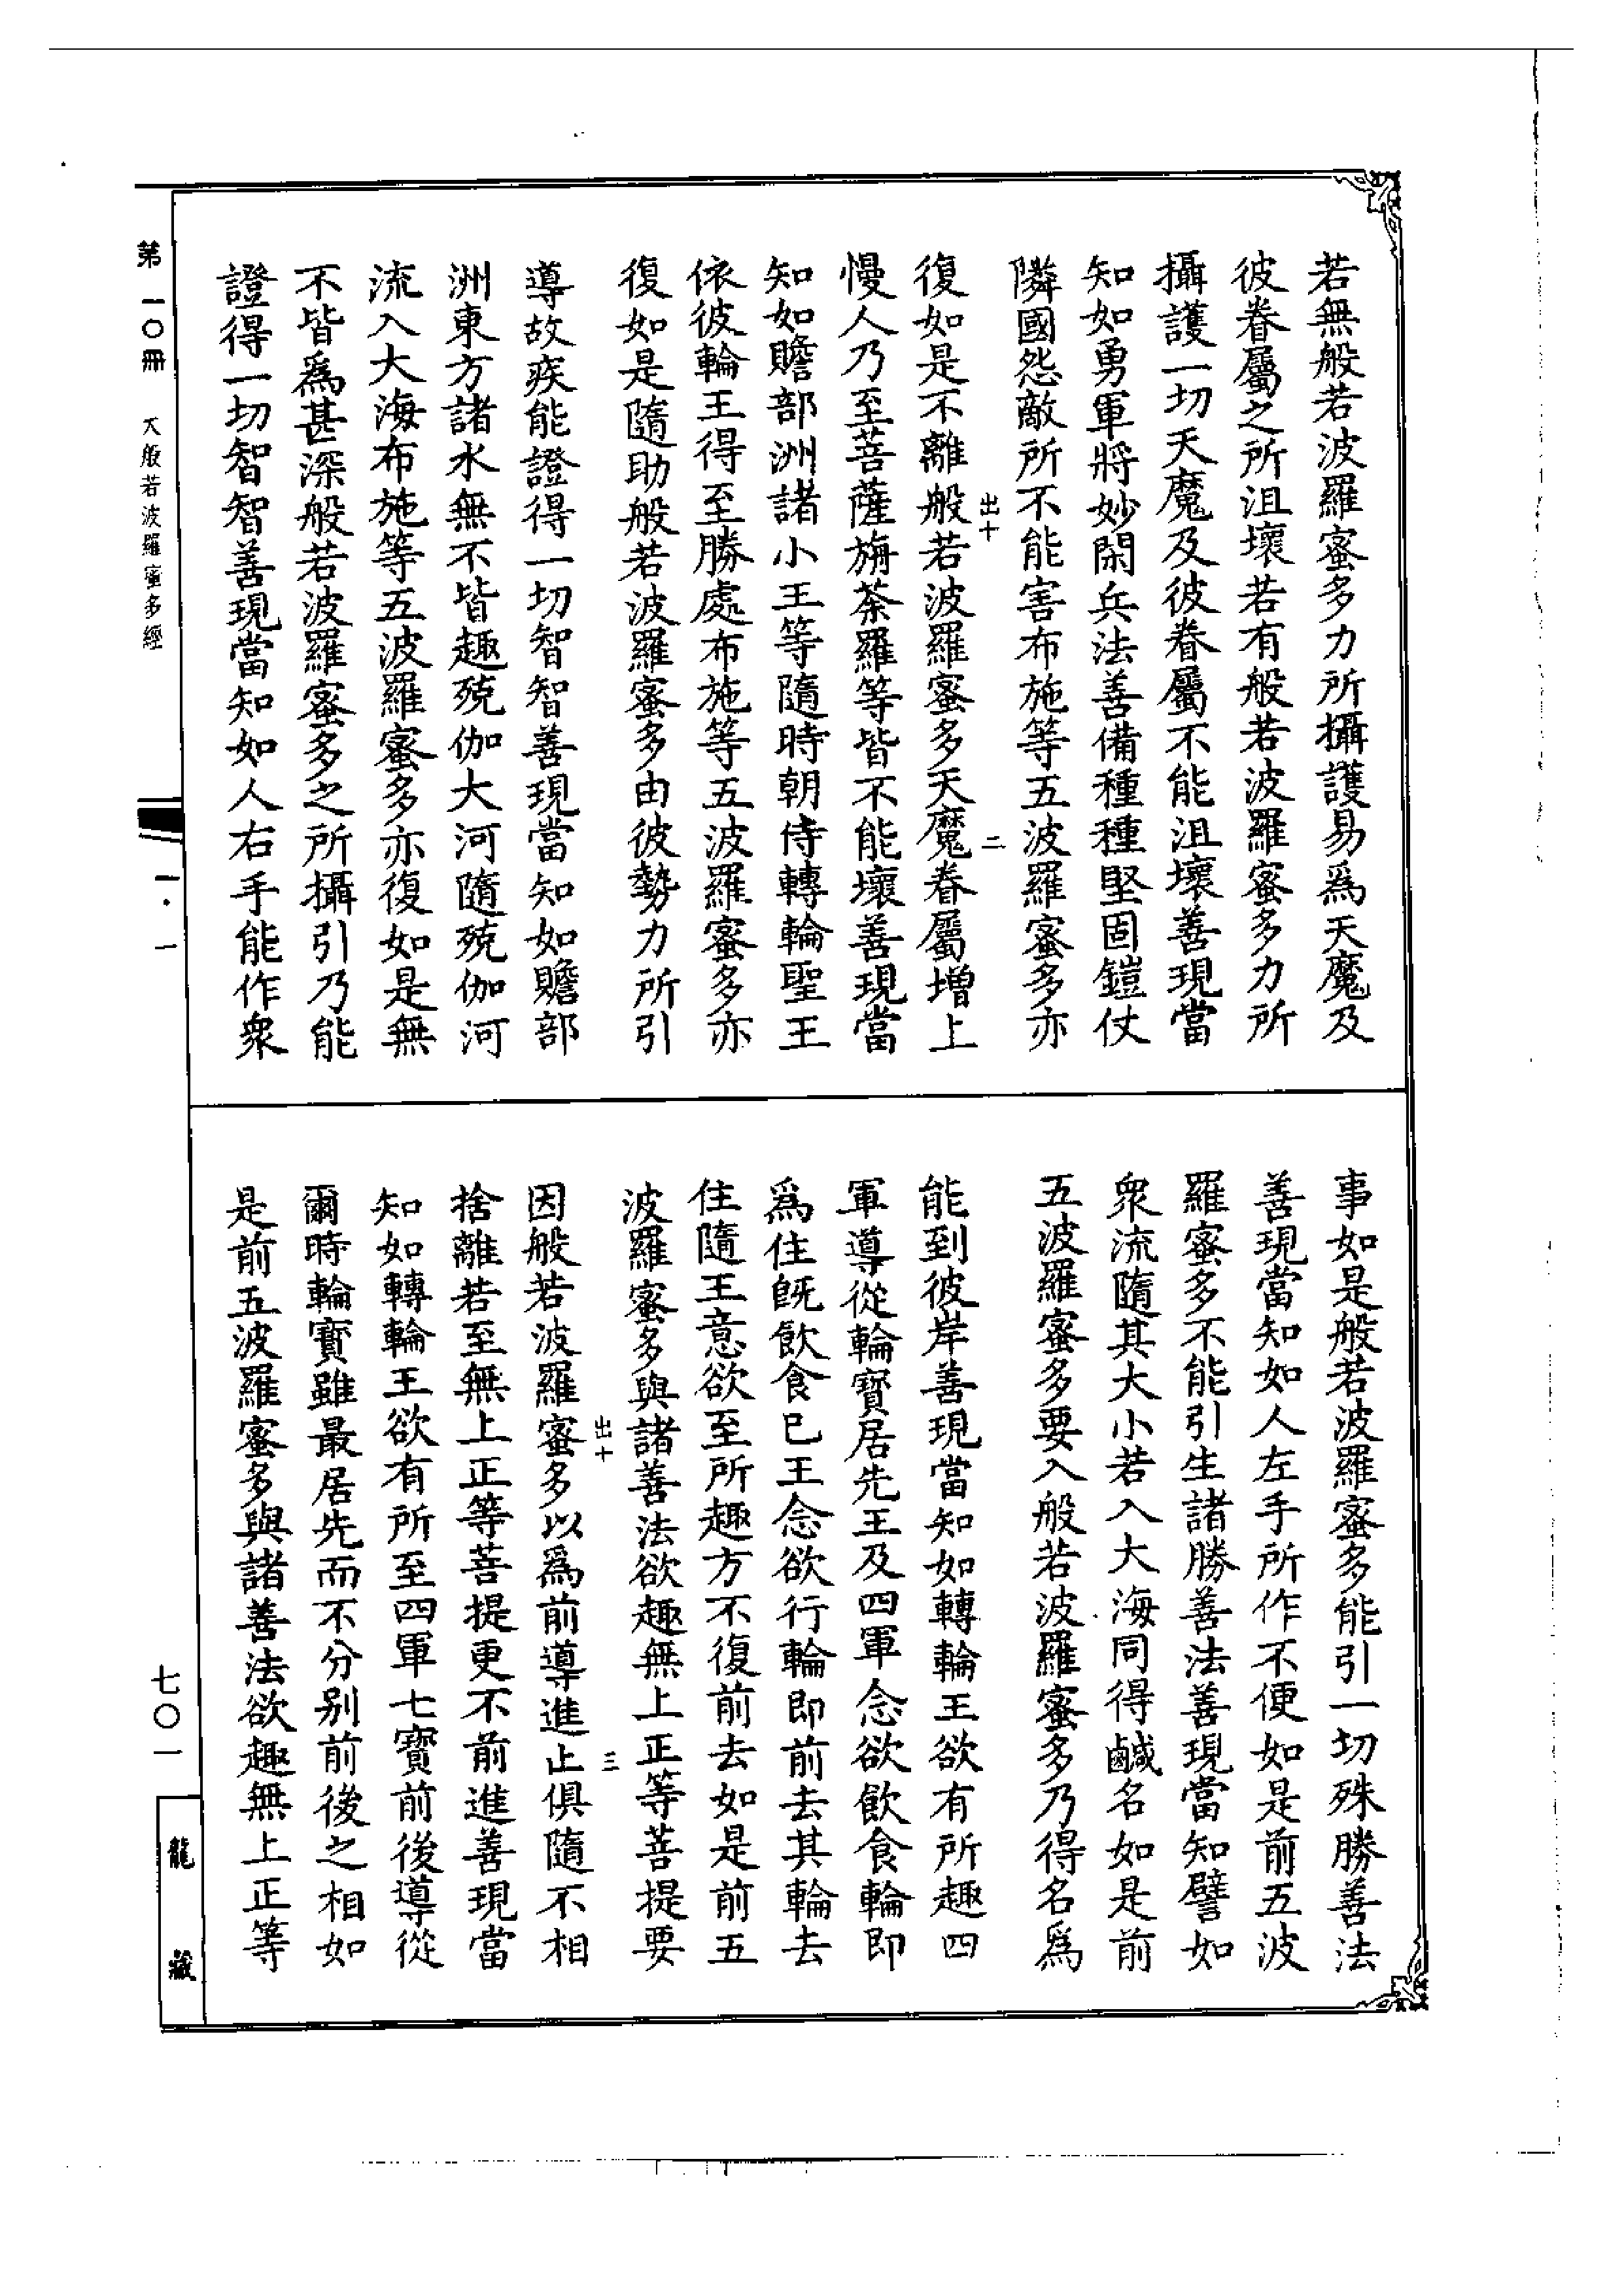 若無般若波羅蜜多力所攝護易爲天魔及
彼眷屬之所沮壞若有般若波羅蜜多力所
攝護一切天魔及彼眷屬不能沮壞善現當
知如勇軍將妙閑兵法善備種種堅固鎧仗
隣國怨敵所不能害布施等五波羅蜜多亦
出十 二
復如是不離般若波羅蜜多天魔眷屬增上
慢人乃至菩薩旃荼羅等皆不能壞善現當
知如贍部洲諸小王等隨時朝侍轉輪聖王
依彼輪王得至勝處布施等五波羅蜜多亦
復如是隨助般若波羅蜜多由彼勢力所引
導故疾能證得一切智智善現當知如贍部
洲東方諸水無不皆趣殑伽大河隨殑伽河
流入大海布施等五波羅蜜多亦復如是無
不皆爲甚深般若波羅蜜多之所攝引乃能
證得一切智智善現當知如人右手能作衆
事如是般若波羅蜜多能引一切殊勝善法
善現當知如人左手所作不便如是前五波
羅蜜多不能引生諸勝善法善現當知譬如
衆流隨其大小若入大海同得鹹名如是前
五波羅蜜多要入般若波羅蜜多乃得名爲
能到彼岸善現當知如轉輪王欲有所趣四
軍導從輪寶居先王及四軍念欲飲食輪即
爲住旣飲食已王念欲行輪即前去其輪去
住隨王意欲至所趣方不復前去如是前五
波羅蜜多與諸善法欲趣無上正等菩提要
出十 三
因般若波羅蜜多以爲前導進止俱隨不相
捨離若至無上正等菩提更不前進善現當
知如轉輪王欲有所至四軍七寶前後導從
爾時輪寶雖最居先而不分别前後之相如
是前五波羅蜜多與諸善法欲趣無上正等
第一〇冊 大般若波羅蜜多經
一·一
七〇一
龍藏